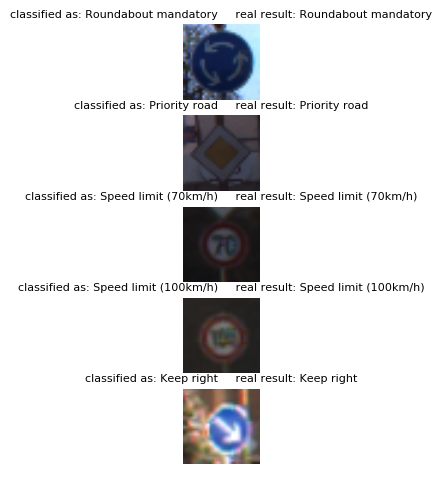 classified as: Roundabout mandatory real result: Roundabout mandatory
classified as: Priority road real result: Priority road
classified as: Speed limit (70km/h) real result: Speed limit (70km/h)
70
classified as: Speed limit (100km/h) real result: Speed limit (100km/h)
classified as: Keep right real result: Keep right